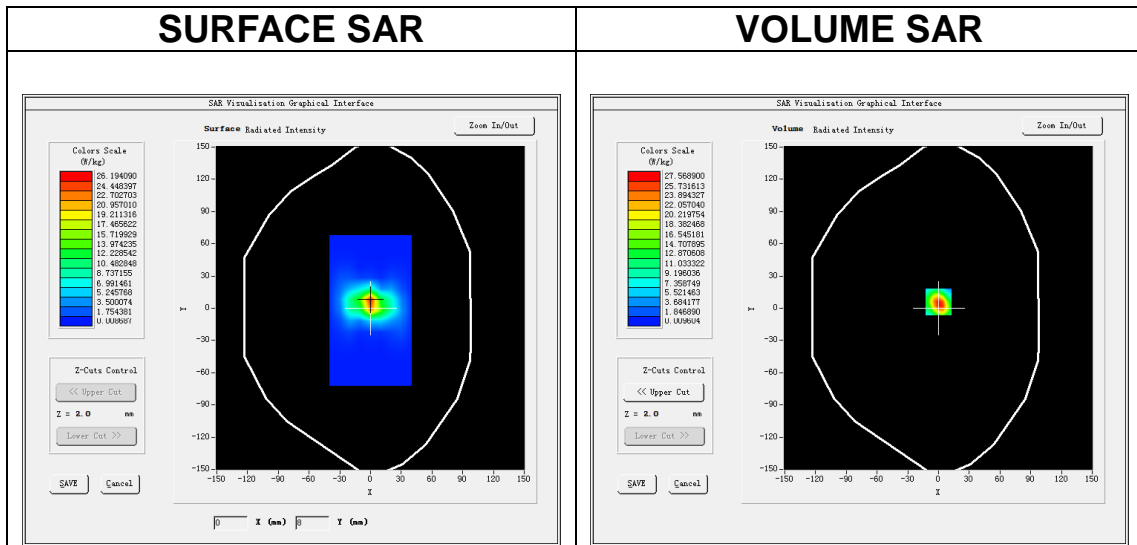 SURFACE SAR
VOLUME SAR
SAR Visualisation Graphical Interface
Surface Radiated Intensity
Zoom In/Out
Colors Scale
(W/kg)
26.194090
24.448397
22.702703
20.957010
19.211316
17.465622
15.719929
13.974235
12.228542
10.482848
8.737155
6.991461
5.245768
3.500074
1.754381
0.008687
150
120
90
60
30
0
-30
-60
-90
-120
-150
Y
-150 -120 -90 -60 -30 0 30 60 90 120 150
X
Z-Cuts Control
<< Upper Cut
Z = 2.0 mm
Lower Cut >>
SAVE Cancel
0 X (mm) 8 Y (mm)
SAR Visualisation Graphical Interface
Volume Radiated Intensity
Zoom In/Out
Colors Scale
(W/kg)
27.568900
25.731613
23.894327
22.057040
20.219754
18.382468
16.545181
14.707895
12.870608
11.033322
9.196036
7.358749
5.521463
3.684177
1.846890
0.009604
150
120
90
60
30
0
-30
-60
-90
-120
-150
Y
-150 -120 -90 -60 -30 0 30 60 90 120 150
X
Z-Cuts Control
<< Upper Cut
Z = 2.0 mm
Lower Cut >>
SAVE Cancel